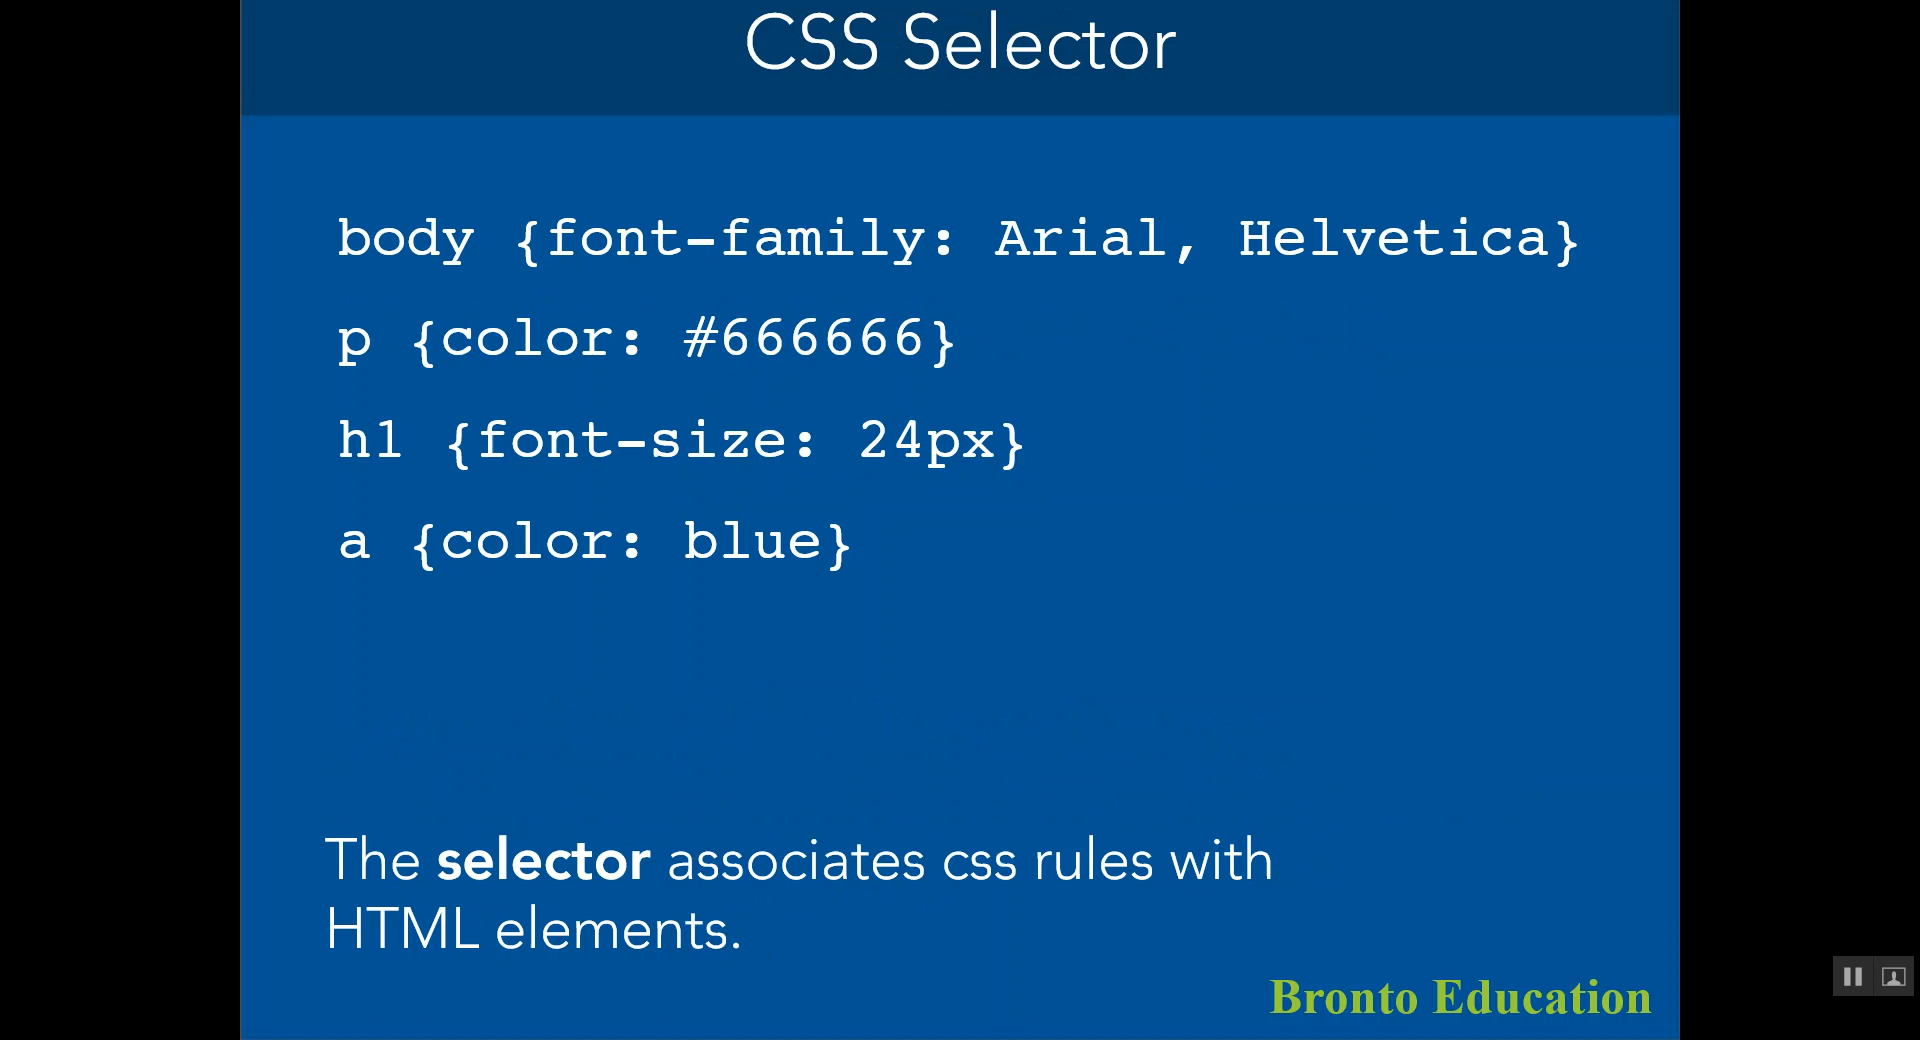 CSS Selector
body {font-family: Arial, Helvetica}
p {color: #666666}
h1 {font-size: 24px}
a {color: blue}
The selector associates css rules with
HTML elements.
Bronto Education